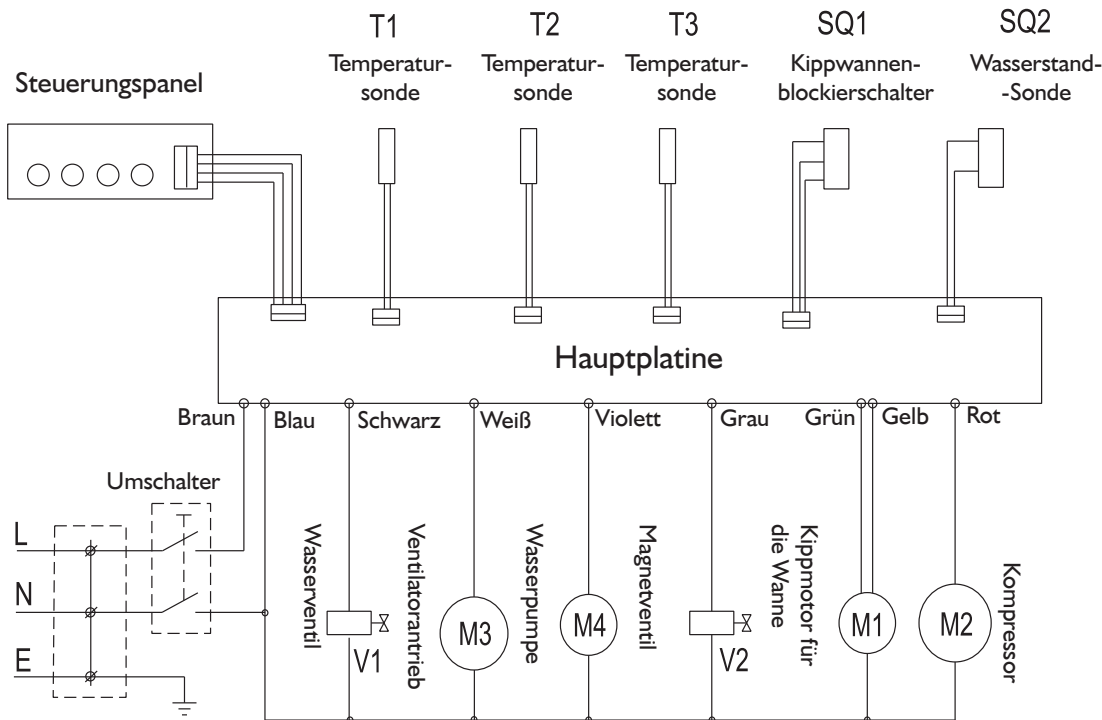 T1
T2
T3
SQ1
SQ2
Steuerungspanel
Temperatur-
sonde
Temperatur-
sonde
Temperatur-
sonde
Kippwannen-
blockierschalter
Wasserstand-
-Sonde
Hauptplatine
Braun
Blau
Schwarz
Weiß
Violett
Grau
Grün
Gelb
Rot
Umschalter
L
N
E
Wasserventil
V1
Ventilatorantrieb
M3
Wasserpumpe
M4
Magnetventil
V2
Kippmotor für
die Wanne
M1
M2
Kompressor